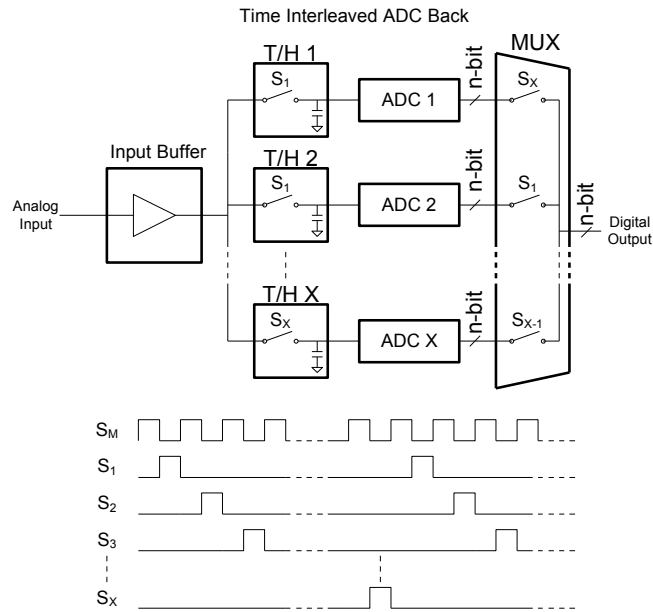 Time Interleaved ADC Back
T/H 1
MUX
S1
ADC 1
n-bit
SX
Input Buffer
T/H 2
S1
ADC 2
n-bit
S1
n-bit
Analog
Input
Digital
Output
T/H X
SX
ADC X
n-bit
SX-1
SM
S1
S2
S3
SX